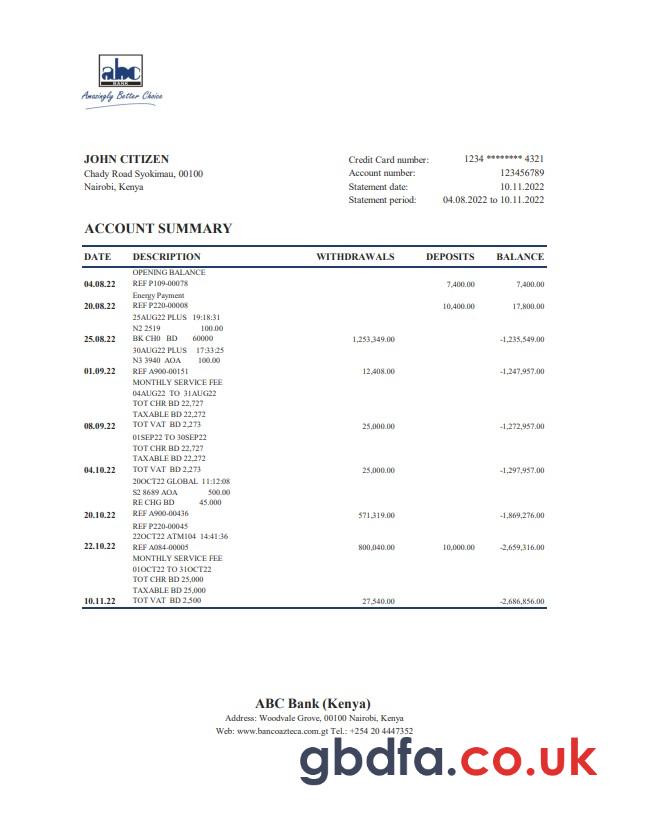 abc
BANK
Amazingly Better Choice
JOHN CITIZEN
Chady Road Syokimau, 00100
Nairobi, Kenya
Credit Card number: 1234 ******** 4321
Account number: 123456789
Statement date: 10.11.2022
Statement period: 04.08.2022 to 10.11.2022
ACCOUNT SUMMARY
DATE DESCRIPTION WITHDRAWALS DEPOSITS BALANCE
OPENING BALANCE
04.08.22 REF P109-00078 7,400.00 7,400.00
Energy Payment
20.08.22 REF P220-00008 10,400.00 17,800.00
25AUG22 PLUS 19:18:31
N2 2519 100.00
25.08.22 BK CH0 BD 60000 1,253,349.00 -1,235,549.00
30AUG22 PLUS 17:33:25
N3 3940 AOA 100.00
01.09.22 REF A900-00151 12,408.00 -1,247,957.00
MONTHLY SERVICE FEE
04AUG22 TO 31AUG22
TOT CHR BD 22,727
TAXABLE BD 22,272
08.09.22 TOT VAT BD 2,273 25,000.00 -1,272,957.00
01SEP22 TO 30SEP22
TOT CHR BD 22,727
TAXABLE BD 22,272
04.10.22 TOT VAT BD 2,273 25,000.00 -1,297,957.00
20OCT22 GLOBAL 11:12:08
S2 8689 AOA 500.00
RE CHG BD 45.000
20.10.22 REF A900-00436 571,319.00 -1,869,276.00
REF P220-00045
22OCT22 ATM104 14:41:36
22.10.22 REF A084-00005 800,040.00 10,000.00 -2,659,316.00
MONTHLY SERVICE FEE
01OCT22 TO 31OCT22
TOT CHR BD 25,000
TAXABLE BD 25,000
10.11.22 TOT VAT BD 2,500 27,540.00 -2,686,856.00
ABC Bank (Kenya)
Address: Woodvale Grove, 00100 Nairobi, Kenya
Web: www.bancoazteca.com.gt Tel.: +254 20 4447352
gbdfa.co.uk